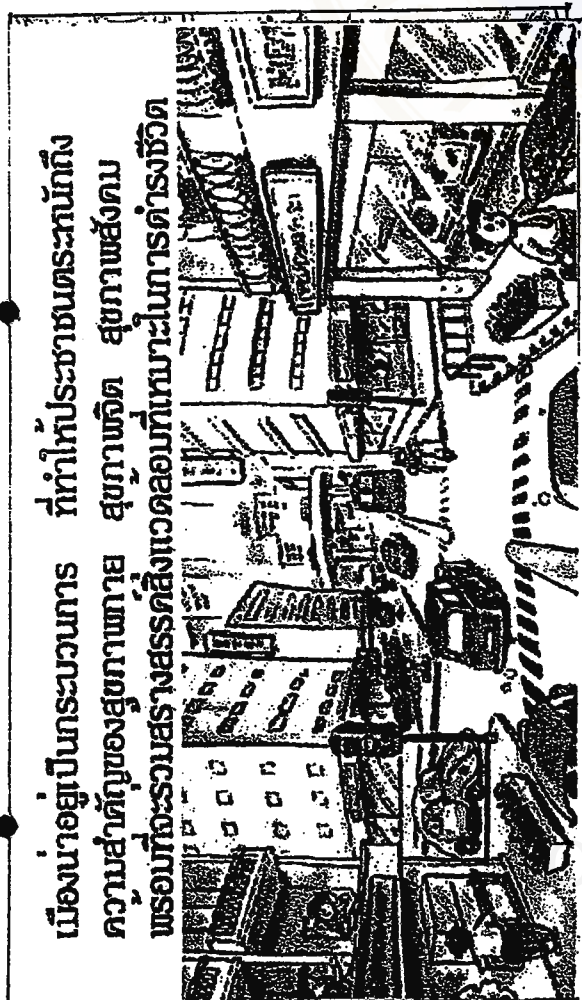 เมืองน่าอยู่เป็นกระบวนการ ที่ทำให้ประชาชนตระหนักถึง
ความสำคัญของสุขภาพกาย สุขภาพจิต สุขภาพสังคม
พร้อมที่จะร่วมสร้างสรรค์สิ่งแวดล้อมที่เหมาะในการดำรงชีวิต